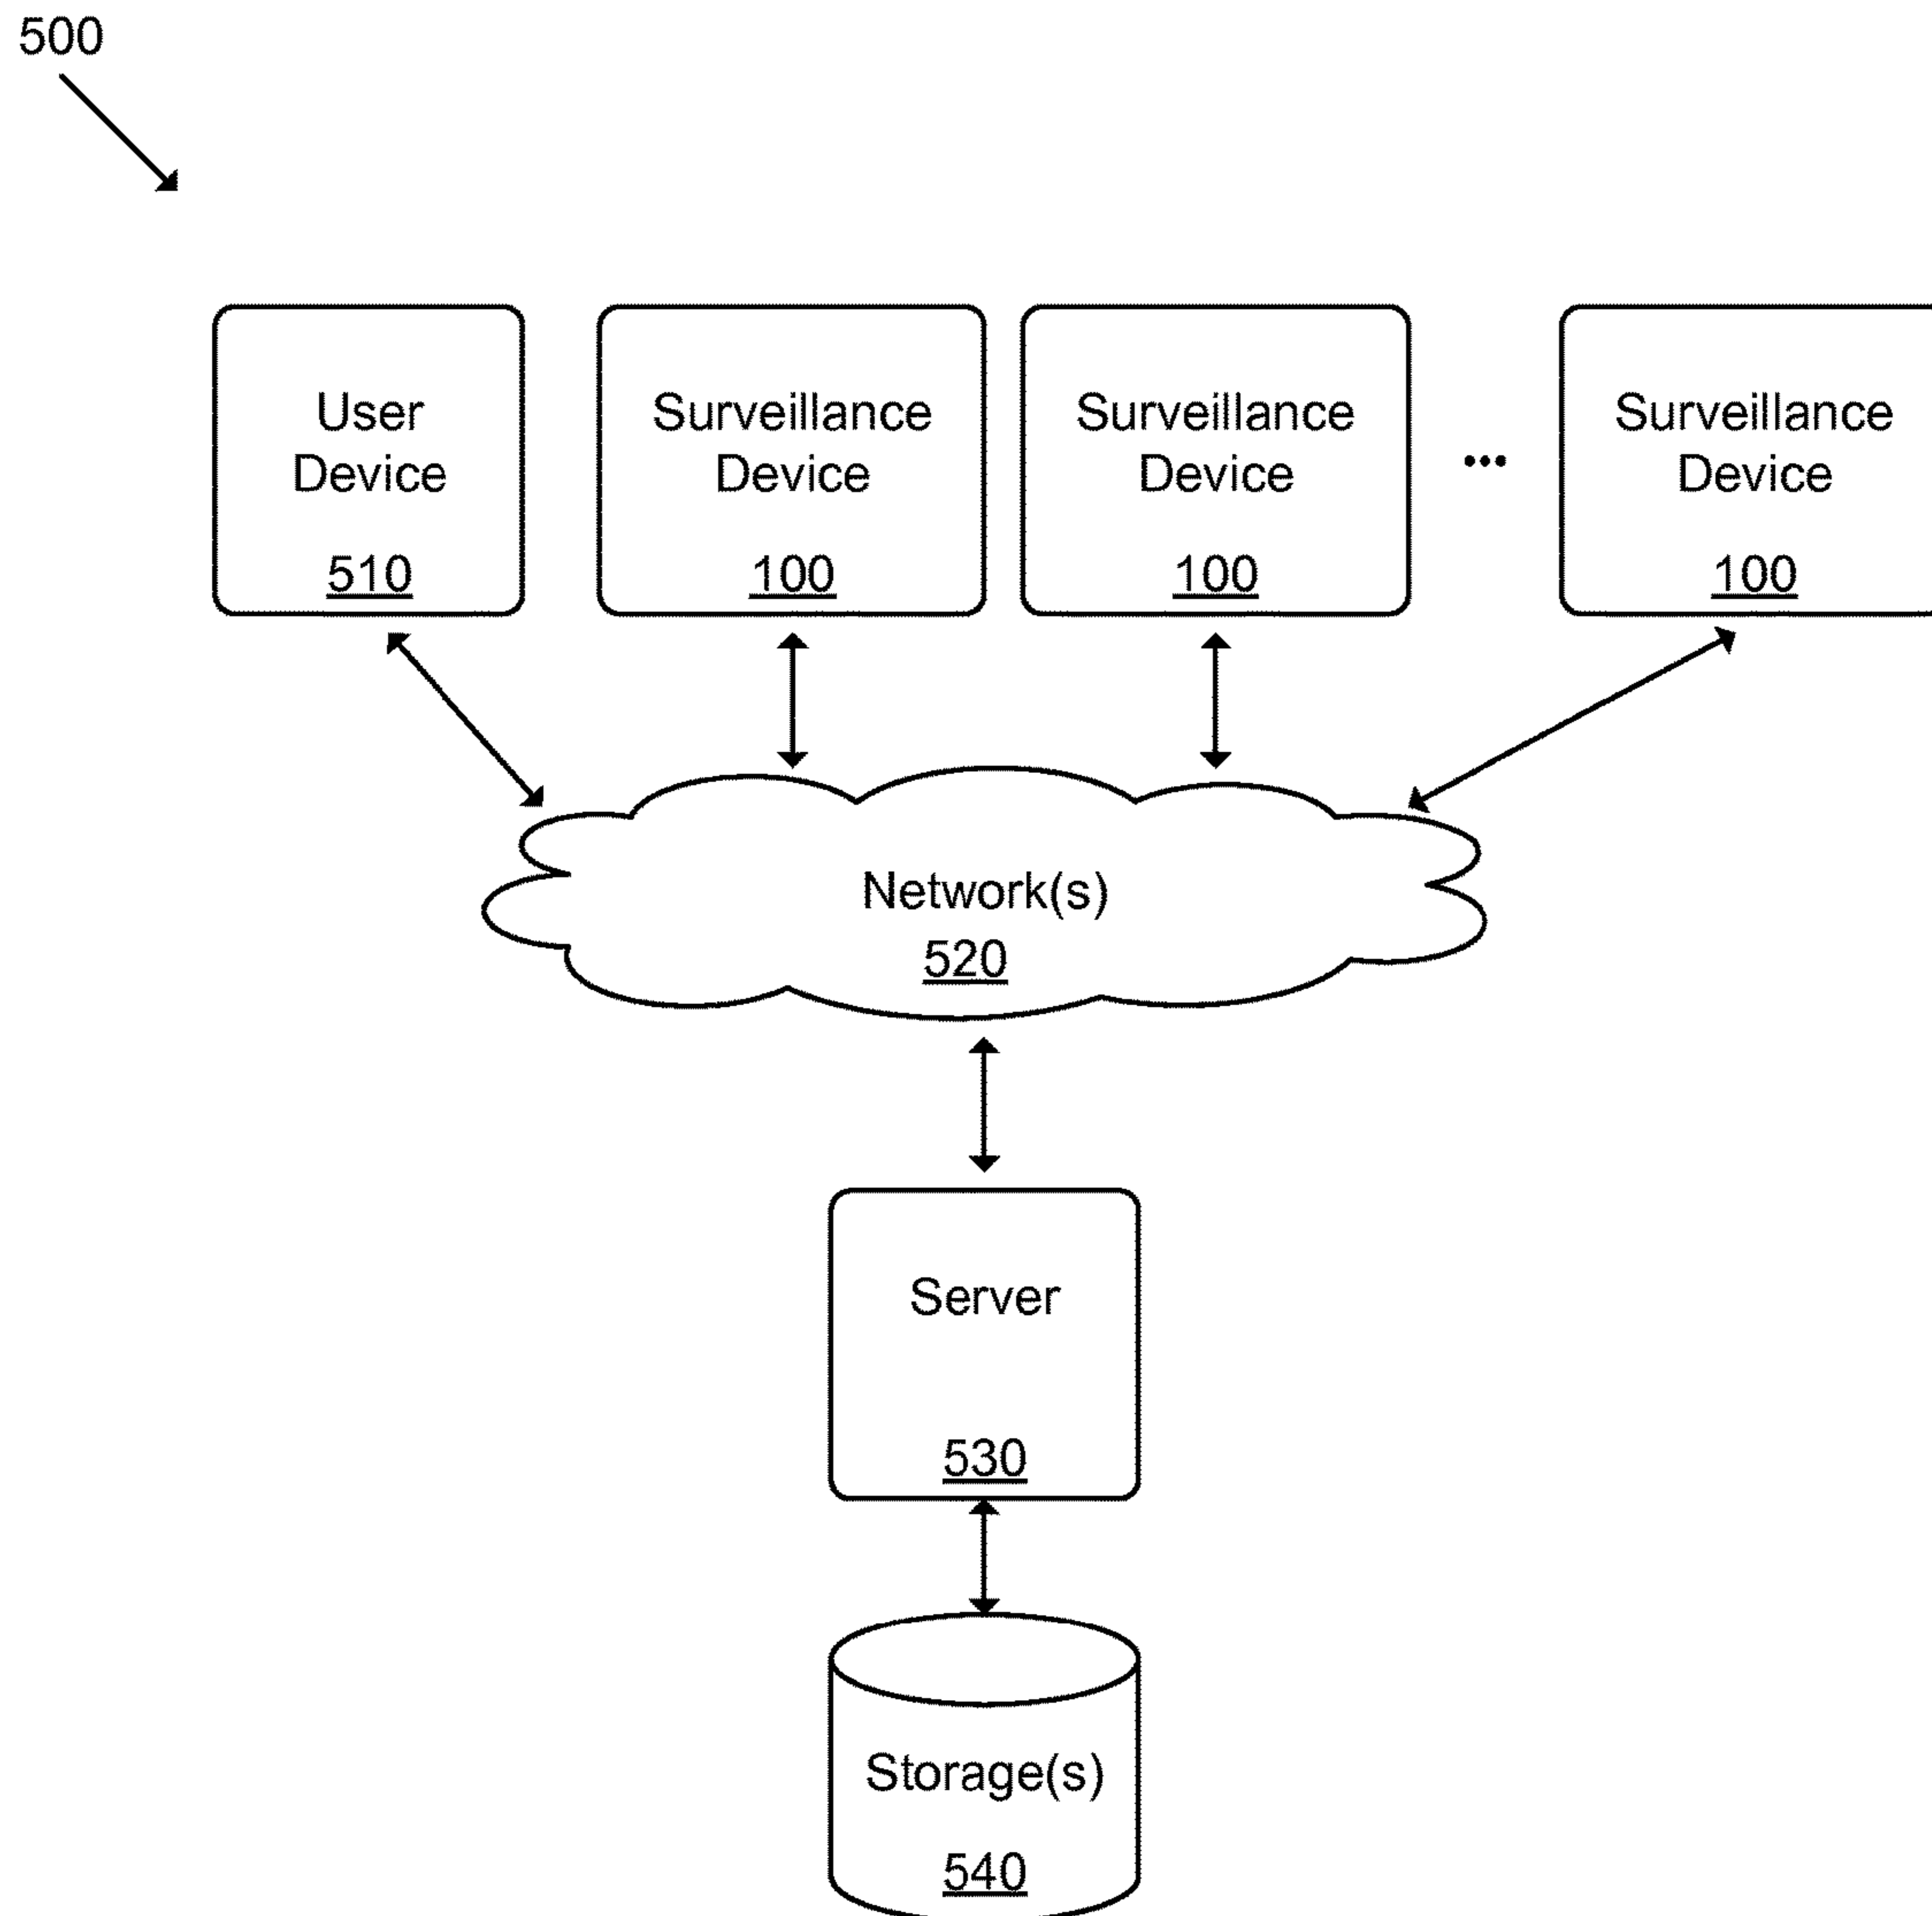 500
User
Device
510
Surveillance
Device
100
Surveillance
Device
100
...
Surveillance
Device
100
Network(s)
520
Server
530
Storage(s)
540